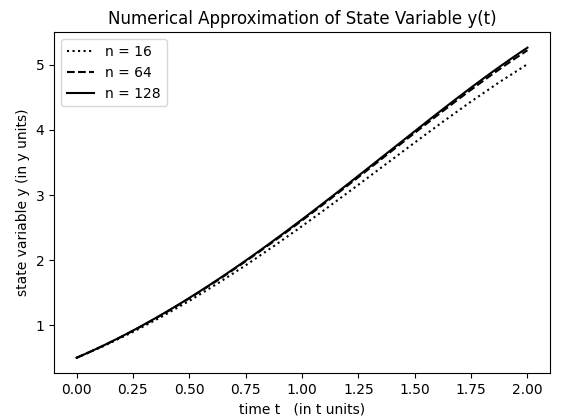 Numerical Approximation of State Variable y(t)
n = 16
n = 64
n = 128
5
4
3
2
1
state variable y (in y units)
0.00 0.25 0.50 0.75 1.00 1.25 1.50 1.75 2.00
time t   (in t units)